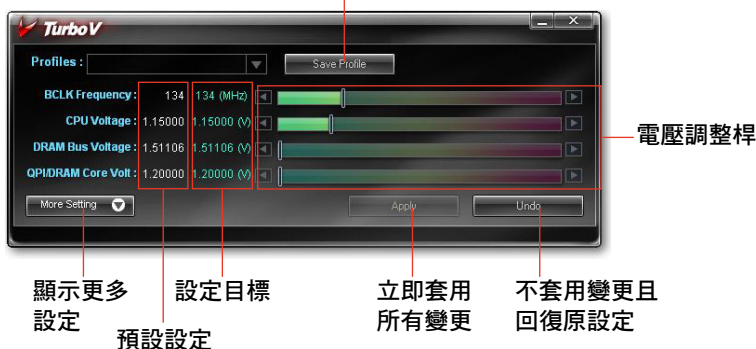 TurboV
Profiles :
Save Profile
BCLK Frequency : 134 134 (MHz)
CPU Voltage : 1.15000 1.15000 (V)
DRAM Bus Voltage : 1.51106 1.51106 (V)
QPI/DRAM Core Volt : 1.20000 1.20000 (V)
電壓調整桿
More Setting
Apply
Undo
顯示更多
設定
預設設定
設定目標
立即套用
所有變更
不套用變更且
回復原設定